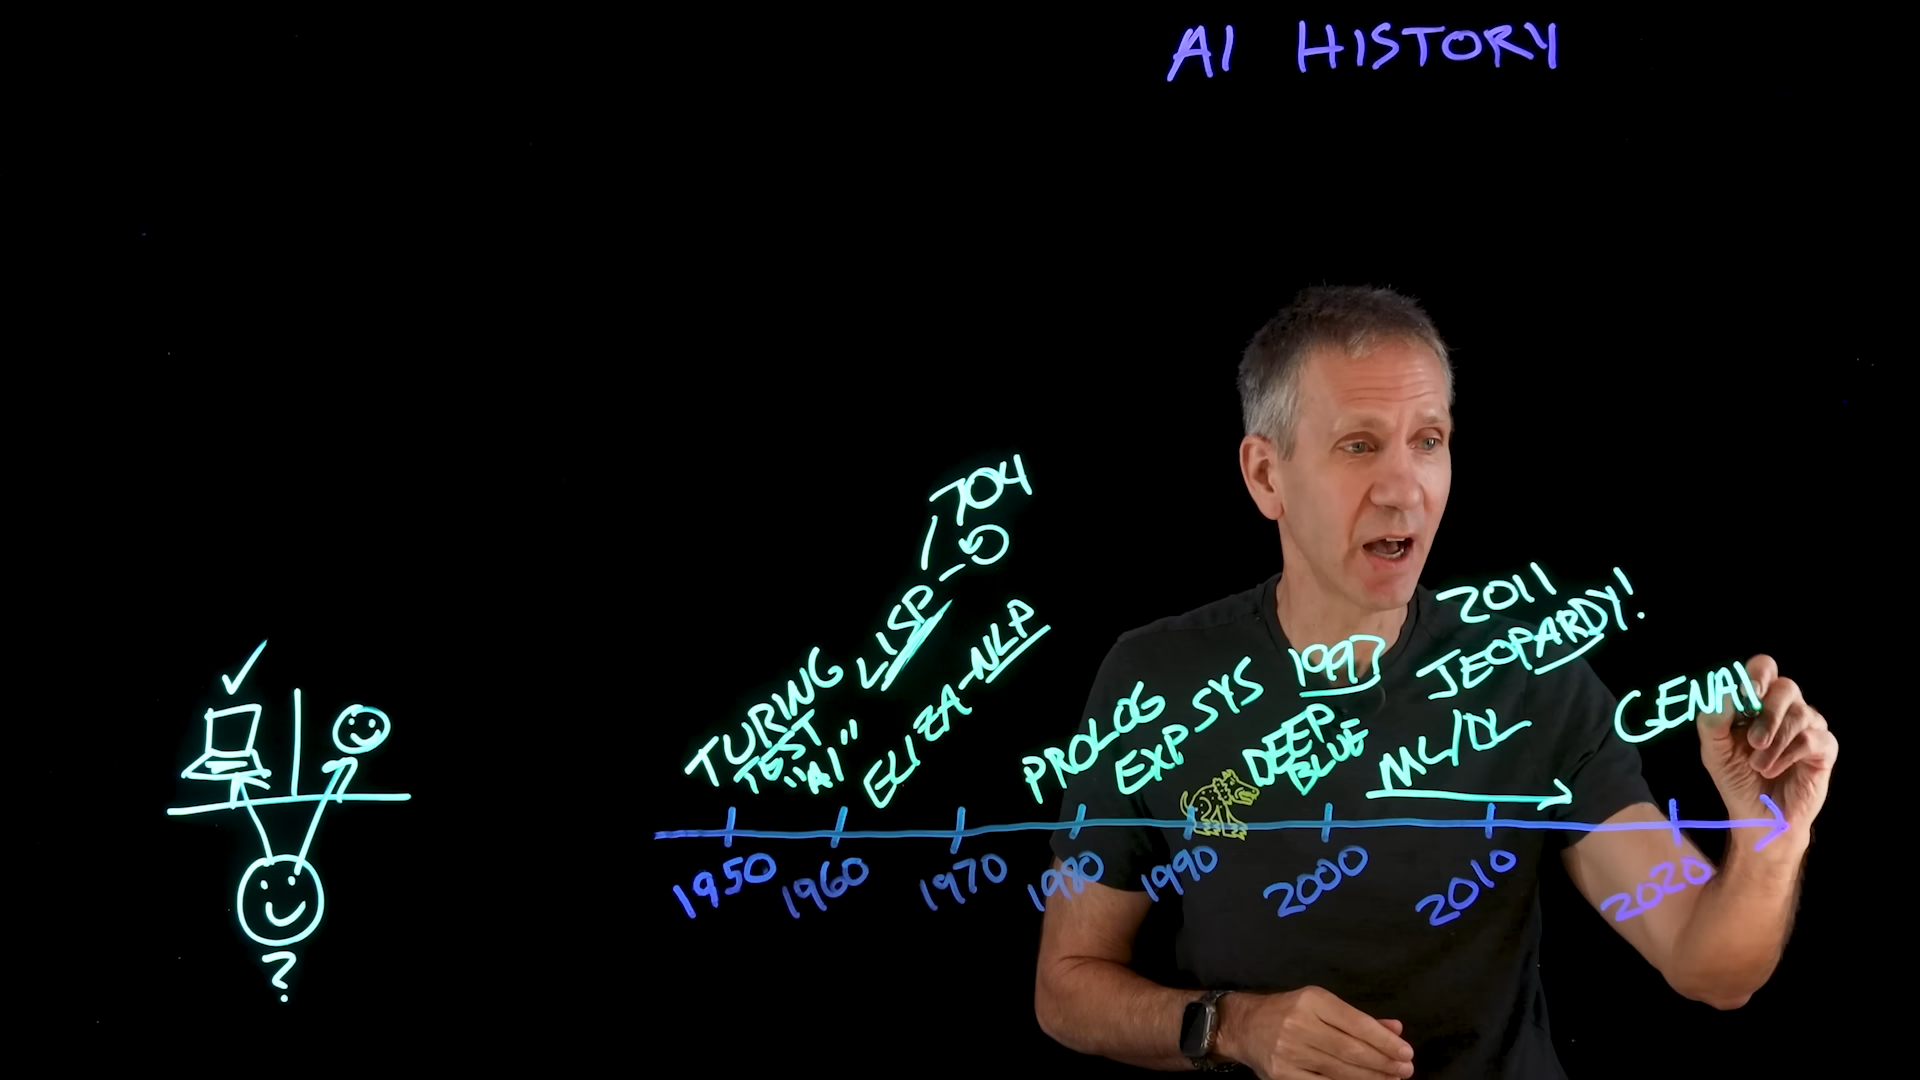 AI HISTORY
✓
?
TURING
TEST
"AI"
LISP - 
704
ELIZA-NLP
PROLOG
EXP SYS
1997
DEEP
BLUE
ML/DL
2011
JEOPARDY!
GENAI
1950 1960 1970 1980 1990 2000 2010 2020